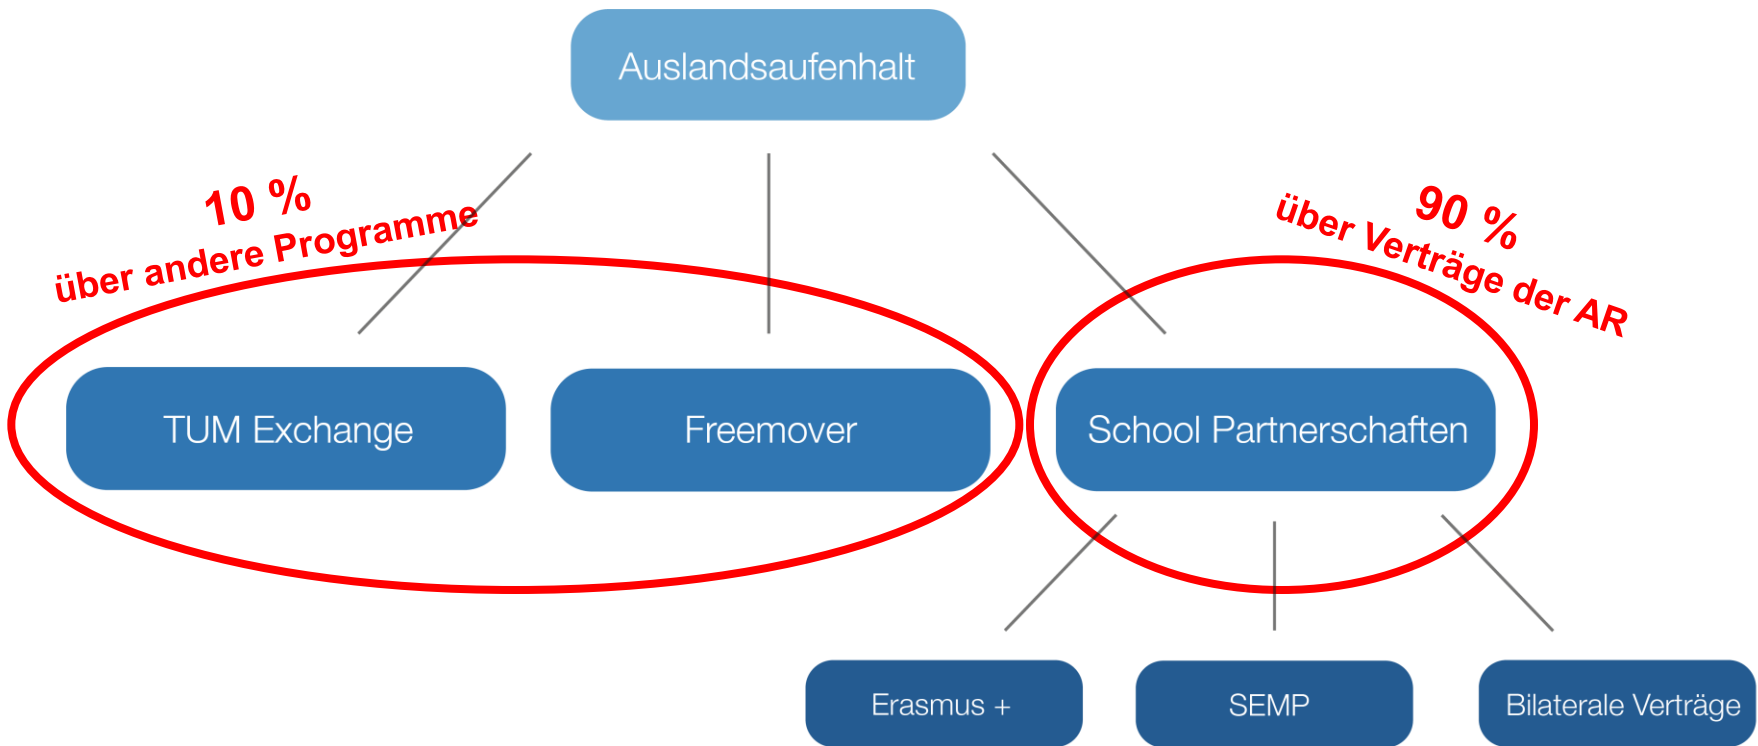 Auslandsaufenthalt
10 %
über andere Programme
90 %
über Verträge der AR
TUM Exchange
Freemover
School Partnerschaften
Erasmus +
SEMP
Bilaterale Verträge